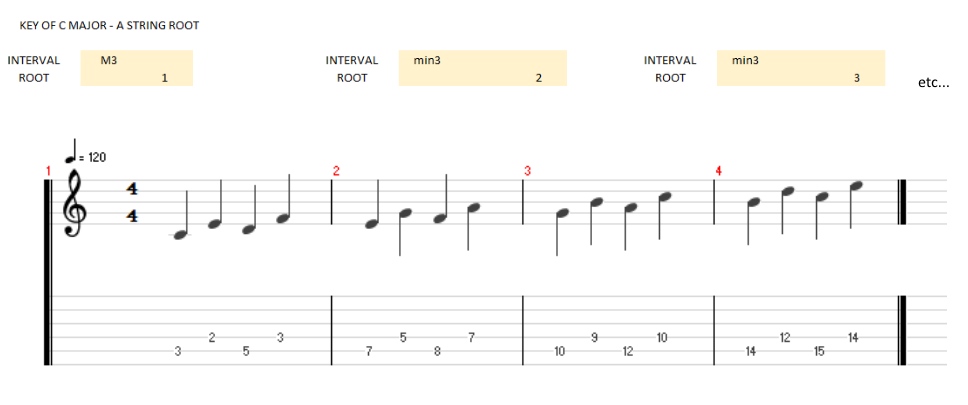 KEY OF C MAJOR - A STRING ROOT
INTERVAL M3 INTERVAL min3 INTERVAL min3
ROOT 1 ROOT 2 ROOT 3
etc...
= 120
1 2 3 4
4
4
2 3 5 7 9 10 12 14
3 5 7 8 10 12 14 15